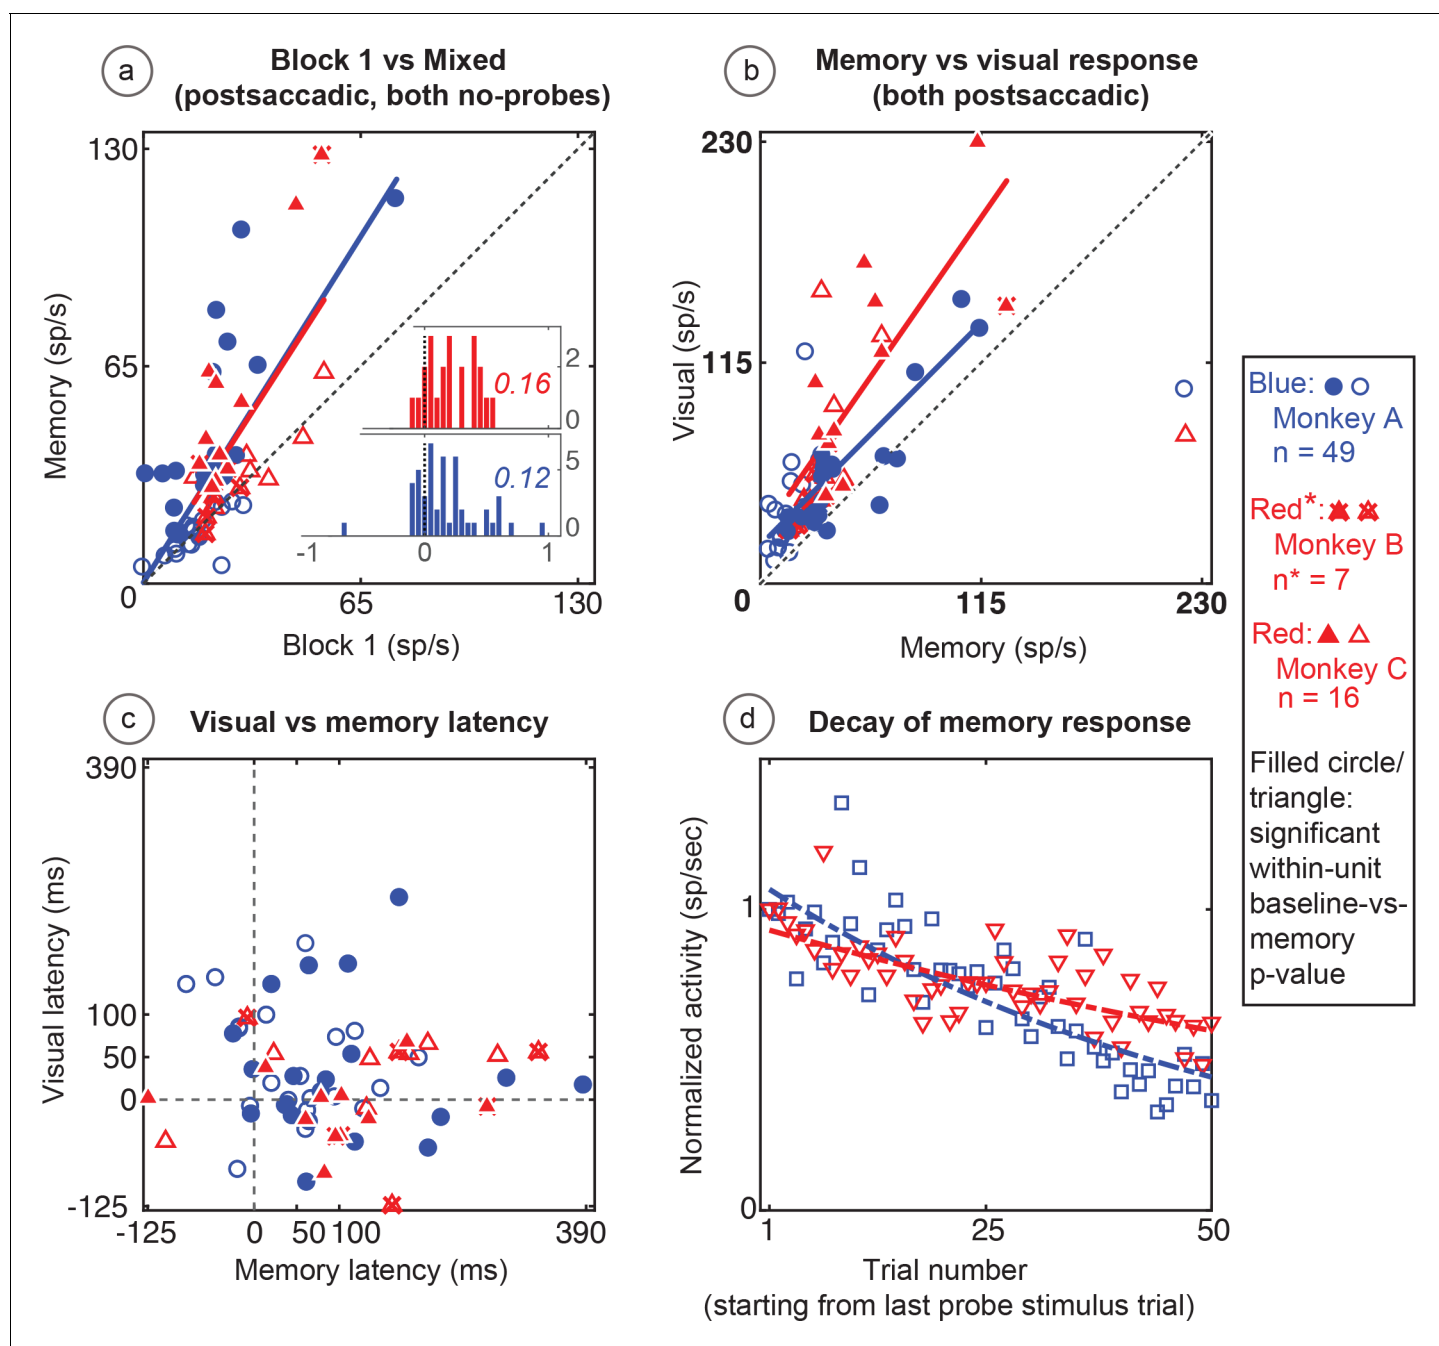 a
Block 1 vs Mixed
(postsaccadic, both no-probes)
130
65
0
65
130
Memory (sp/s)
Block 1 (sp/s)
2
0
0.16
5
0
0.12
-1
0
1
b
Memory vs visual response
(both postsaccadic)
230
115
0
115
230
Visual (sp/s)
Memory (sp/s)
Blue:
Monkey A
n = 49
Red*:
Monkey B
n* = 7
Red:
Monkey C
n = 16
Filled circle/
triangle:
significant
within-unit
baseline-vs-
memory
p-value
c
Visual vs memory latency
390
100
50
0
-125
-125
0
50
100
390
Visual latency (ms)
Memory latency (ms)
d
Decay of memory response
1
0
1
25
50
Normalized activity (sp/sec)
Trial number
(starting from last probe stimulus trial)